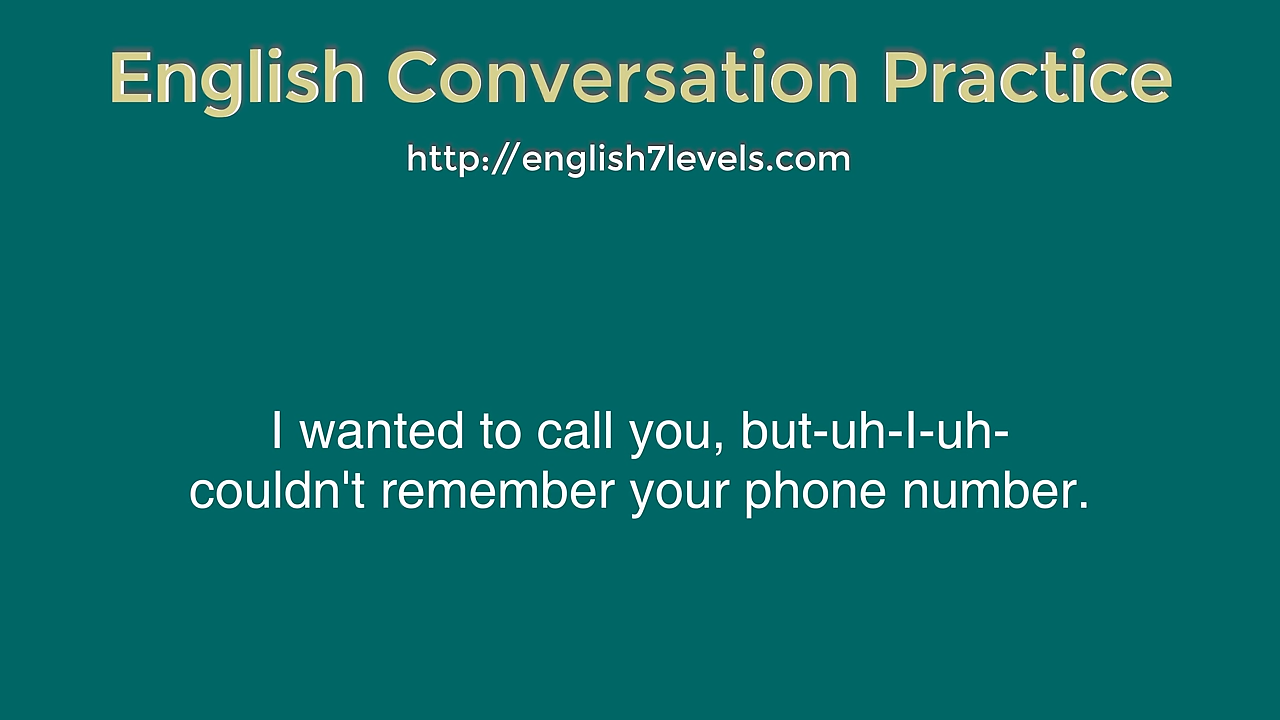 English Conversation Practice
http://english7levels.com
I wanted to call you, but-uh-I-uh-
couldn't remember your phone number.